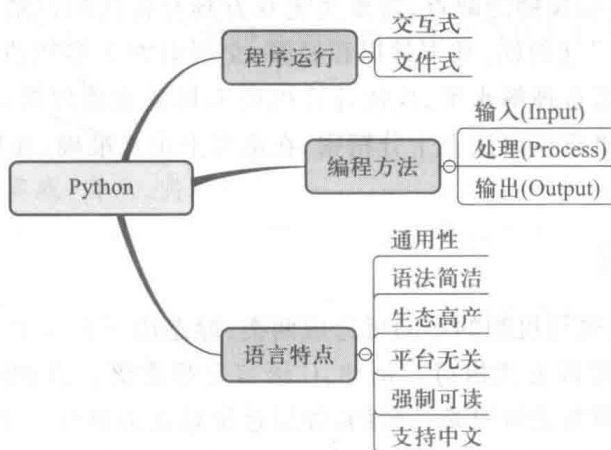 Python
程序运行
交互式
文件式
编程方法
输入(Input)
处理(Process)
输出(Output)
语言特点
通用性
语法简洁
生态高产
平台无关
强制可读
支持中文